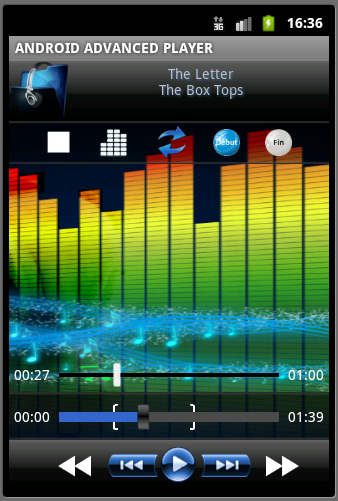 3G 16:36
ANDROID ADVANCED PLAYER
The Letter
The Box Tops
Début Fin
00:27 01:00
00:00 01:39